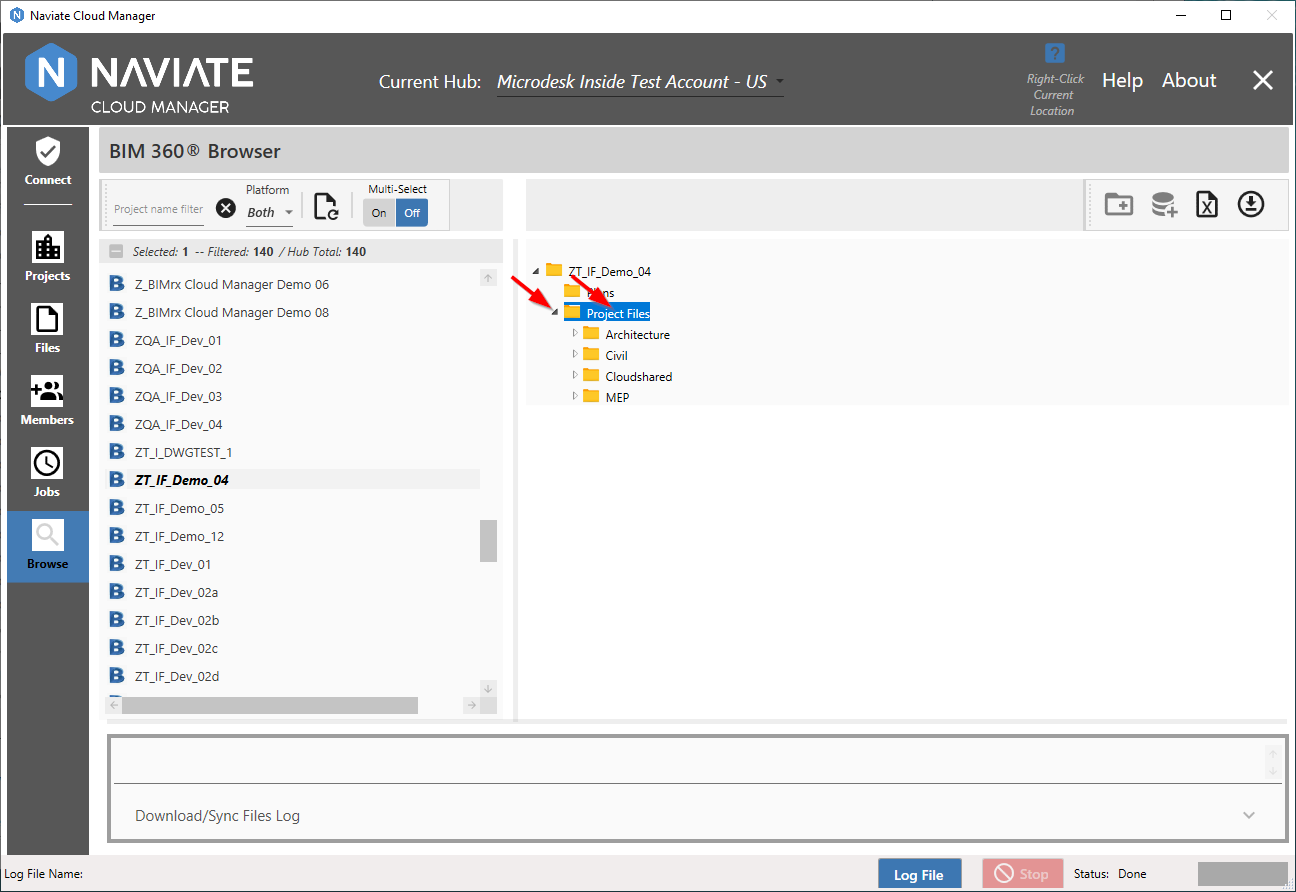 Naviate Cloud Manager
NAVIATE
CLOUD MANAGER
Current Hub: Microdesk Inside Test Account - US
?
Right-Click
Current
Location
Help
About
Connect
Projects
Files
Members
Jobs
Browse
BIM 360® Browser
Project name filter
Platform
Both
Multi-Select
On
Off
Selected: 1 -- Filtered: 140 / Hub Total: 140
Z_BIMrx Cloud Manager Demo 06
Z_BIMrx Cloud Manager Demo 08
ZQA_IF_Dev_01
ZQA_IF_Dev_02
ZQA_IF_Dev_03
ZQA_IF_Dev_04
ZT_I_DWGTEST_1
ZT_IF_Demo_04
ZT_IF_Demo_05
ZT_IF_Demo_12
ZT_IF_Dev_01
ZT_IF_Dev_02a
ZT_IF_Dev_02b
ZT_IF_Dev_02c
ZT_IF_Dev_02d
ZT_IF_Demo_04
Project Files
Architecture
Civil
Cloudshared
MEP
Download/Sync Files Log
Log File Name:
Log File
Stop
Status: Done